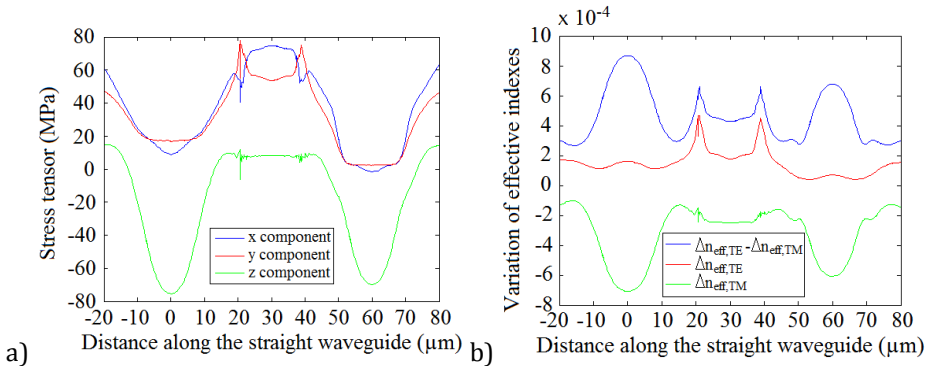 a)
Stress tensor (MPa)
80
60
40
20
0
-20
-40
-60
-80
x component
y component
z component
-20 -10 0 10 20 30 40 50 60 70 80
Distance along the straight waveguide (µm)
b)
x 10⁻⁴
Variation of effective indexes
10
8
6
4
2
0
-2
-4
-6
-8
Δn_eff,TE - Δn_eff,TM
Δn_eff,TE
Δn_eff,TM
-20 -10 0 10 20 30 40 50 60 70 80
Distance along the straight waveguide (µm)